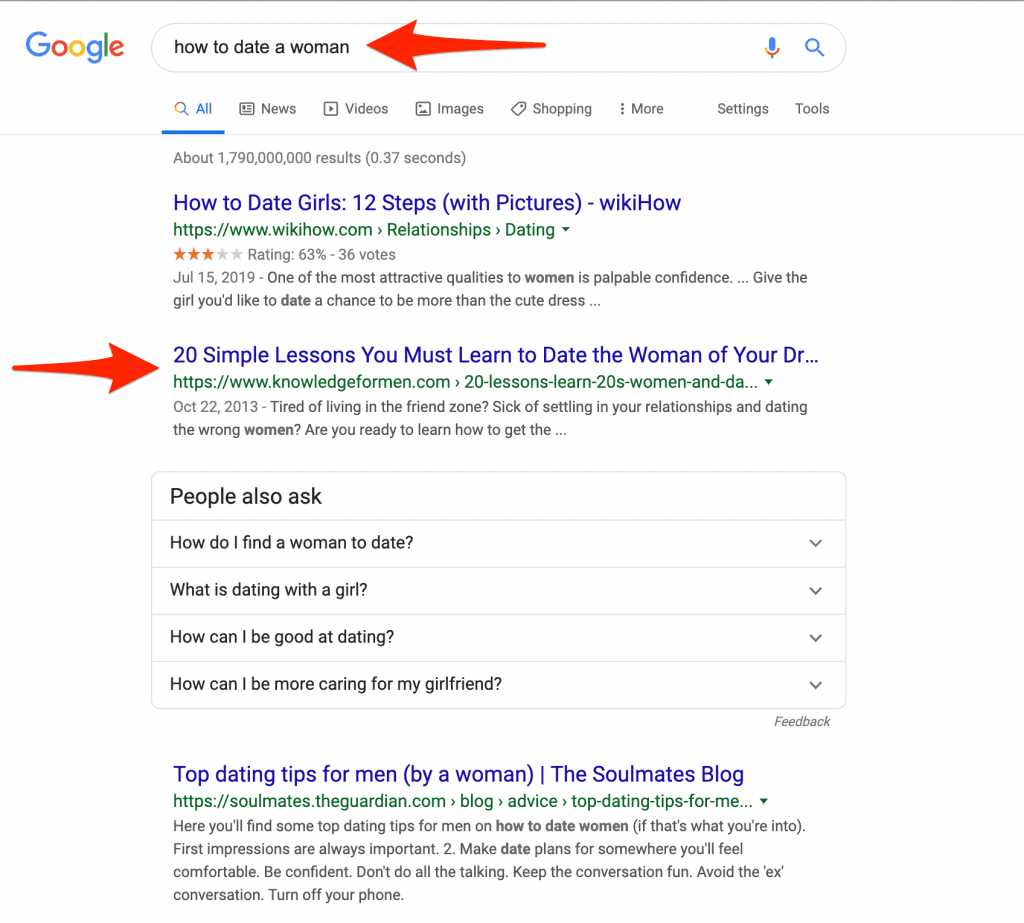 Google
how to date a woman
All News Videos Images Shopping More Settings Tools
About 1,790,000,000 results (0.37 seconds)
How to Date Girls: 12 Steps (with Pictures) - wikiHow
https://www.wikihow.com › Relationships › Dating
Rating: 63% - 36 votes
Jul 15, 2019 - One of the most attractive qualities to women is palpable confidence. ... Give the
girl you'd like to date a chance to be more than the cute dress ...
20 Simple Lessons You Must Learn to Date the Woman of Your Dr...
https://www.knowledgeformen.com › 20-lessons-learn-20s-women-and-da...
Oct 22, 2013 - Tired of living in the friend zone? Sick of settling in your relationships and dating
the wrong women? Are you ready to learn how to get the ...
People also ask
How do I find a woman to date?
What is dating with a girl?
How can I be good at dating?
How can I be more caring for my girlfriend?
Feedback
Top dating tips for men (by a woman) | The Soulmates Blog
https://soulmates.theguardian.com › blog › advice › top-dating-tips-for-me...
Here you'll find some top dating tips for men on how to date women (if that's what you're into).
First impressions are always important. 2. Make date plans for somewhere you'll feel
comfortable. Be confident. Don't do all the talking. Keep the conversation fun. Avoid the 'ex'
conversation. Turn off your phone.